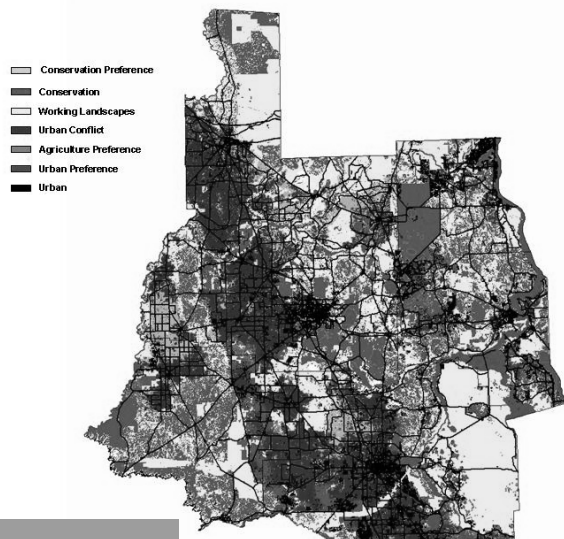 Conservation Preference
Conservation
Working Landscapes
Urban Conflict
Agriculture Preference
Urban Preference
Urban